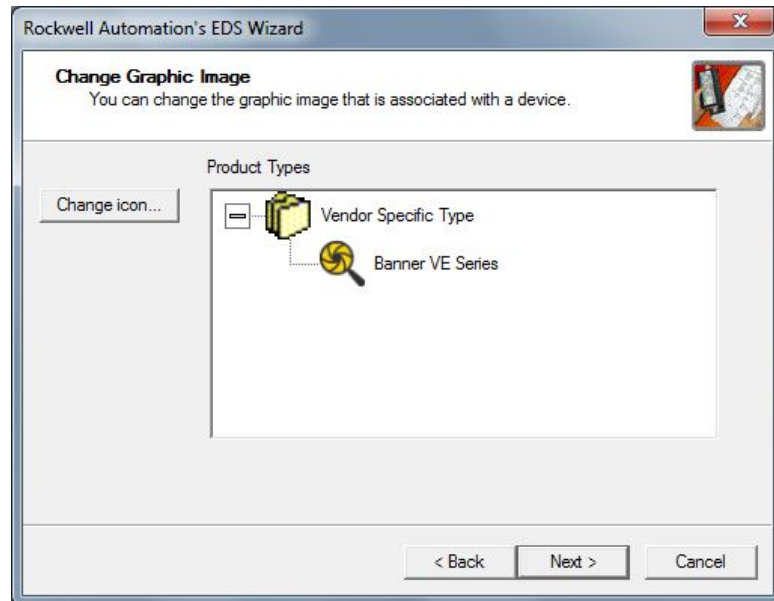 Rockwell Automation's EDS Wizard
Change Graphic Image
You can change the graphic image that is associated with a device.
Product Types
Change icon...
Vendor Specific Type
Banner VE Series
< Back
Next >
Cancel